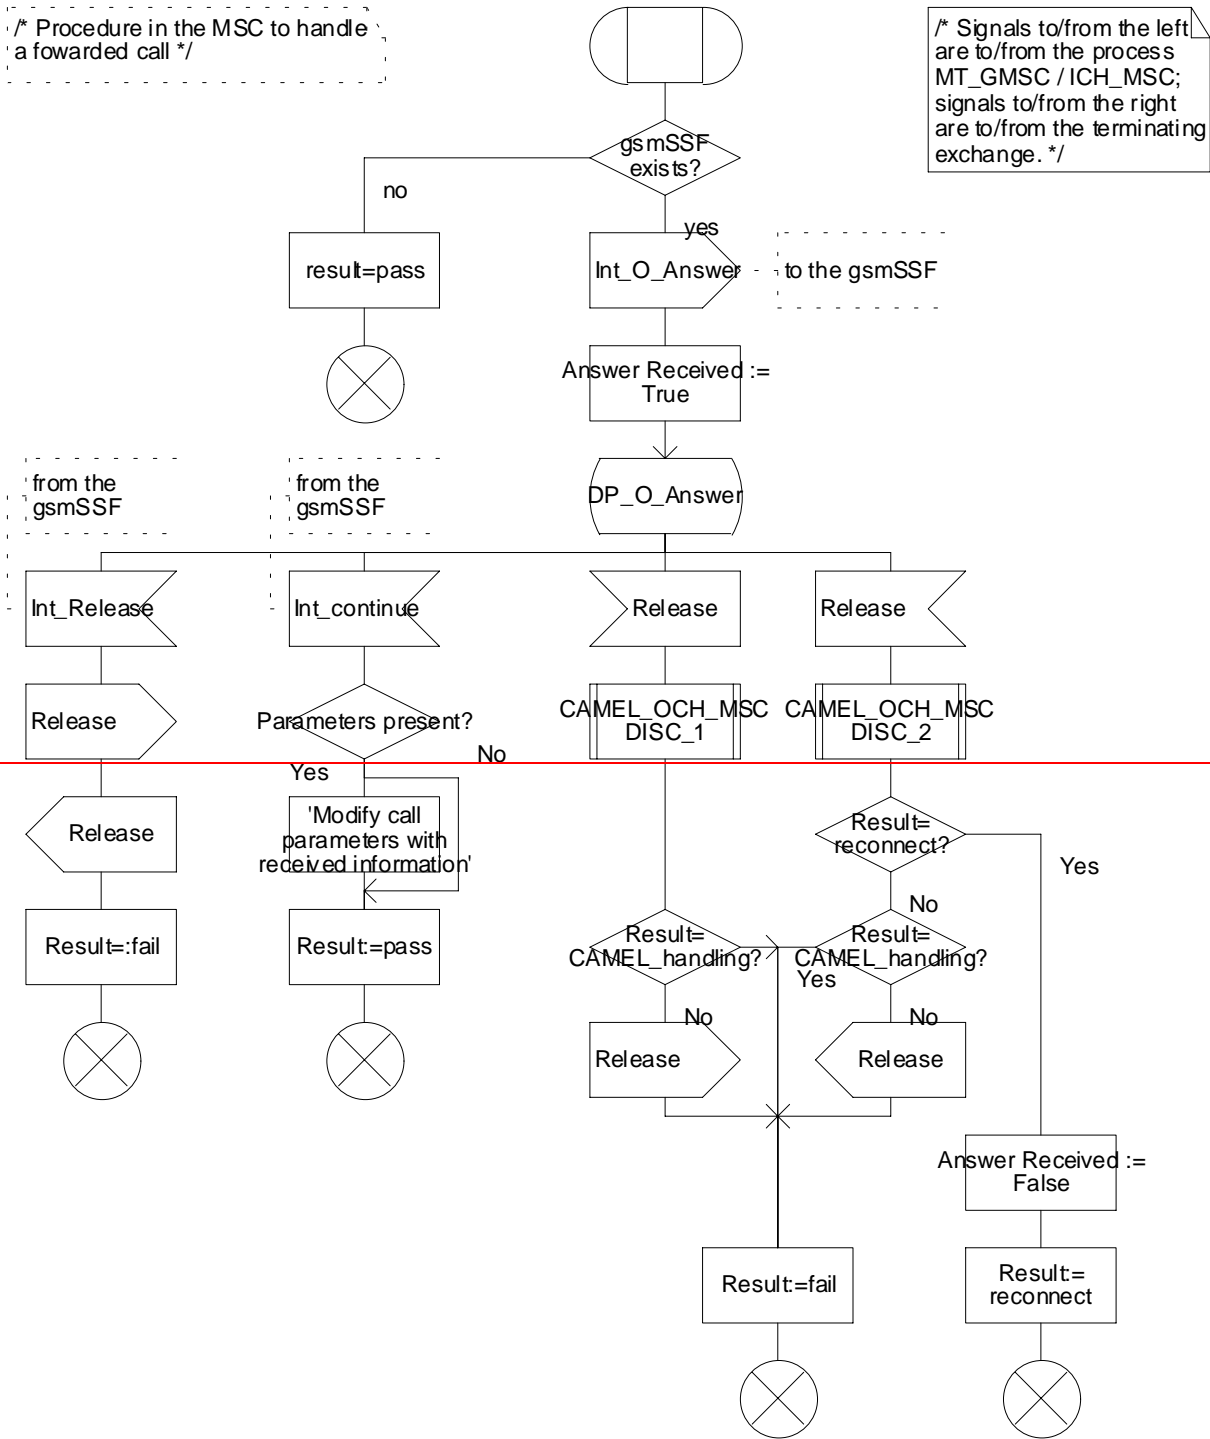 /* Procedure in the MSC to handle
a fowarded call */
/* Signals to/from the left
are to/from the process
MT_GMSC / ICH_MSC;
signals to/from the right
are to/from the terminating
exchange. */
gsmSSF
exists?
no
yes
result=pass
Int_O_Answer
to the gsmSSF
Answer Received :=
True
from the
gsmSSF
from the
gsmSSF
DP_O_Answer
Int_Release
Int_continue
Release
Release
Release
Parameters present?
CAMEL_OCH_MSC
DISC_1
CAMEL_OCH_MSC
DISC_2
No
Yes
Release
'Modify call
parameters with
received information'
Result=
reconnect?
Yes
No
Result=:fail
Result:=pass
Result=
CAMEL_handling?
Result=
CAMEL_handling?
Yes
No
No
Release
Release
Answer Received :=
False
Result:=fail
Result:=
reconnect